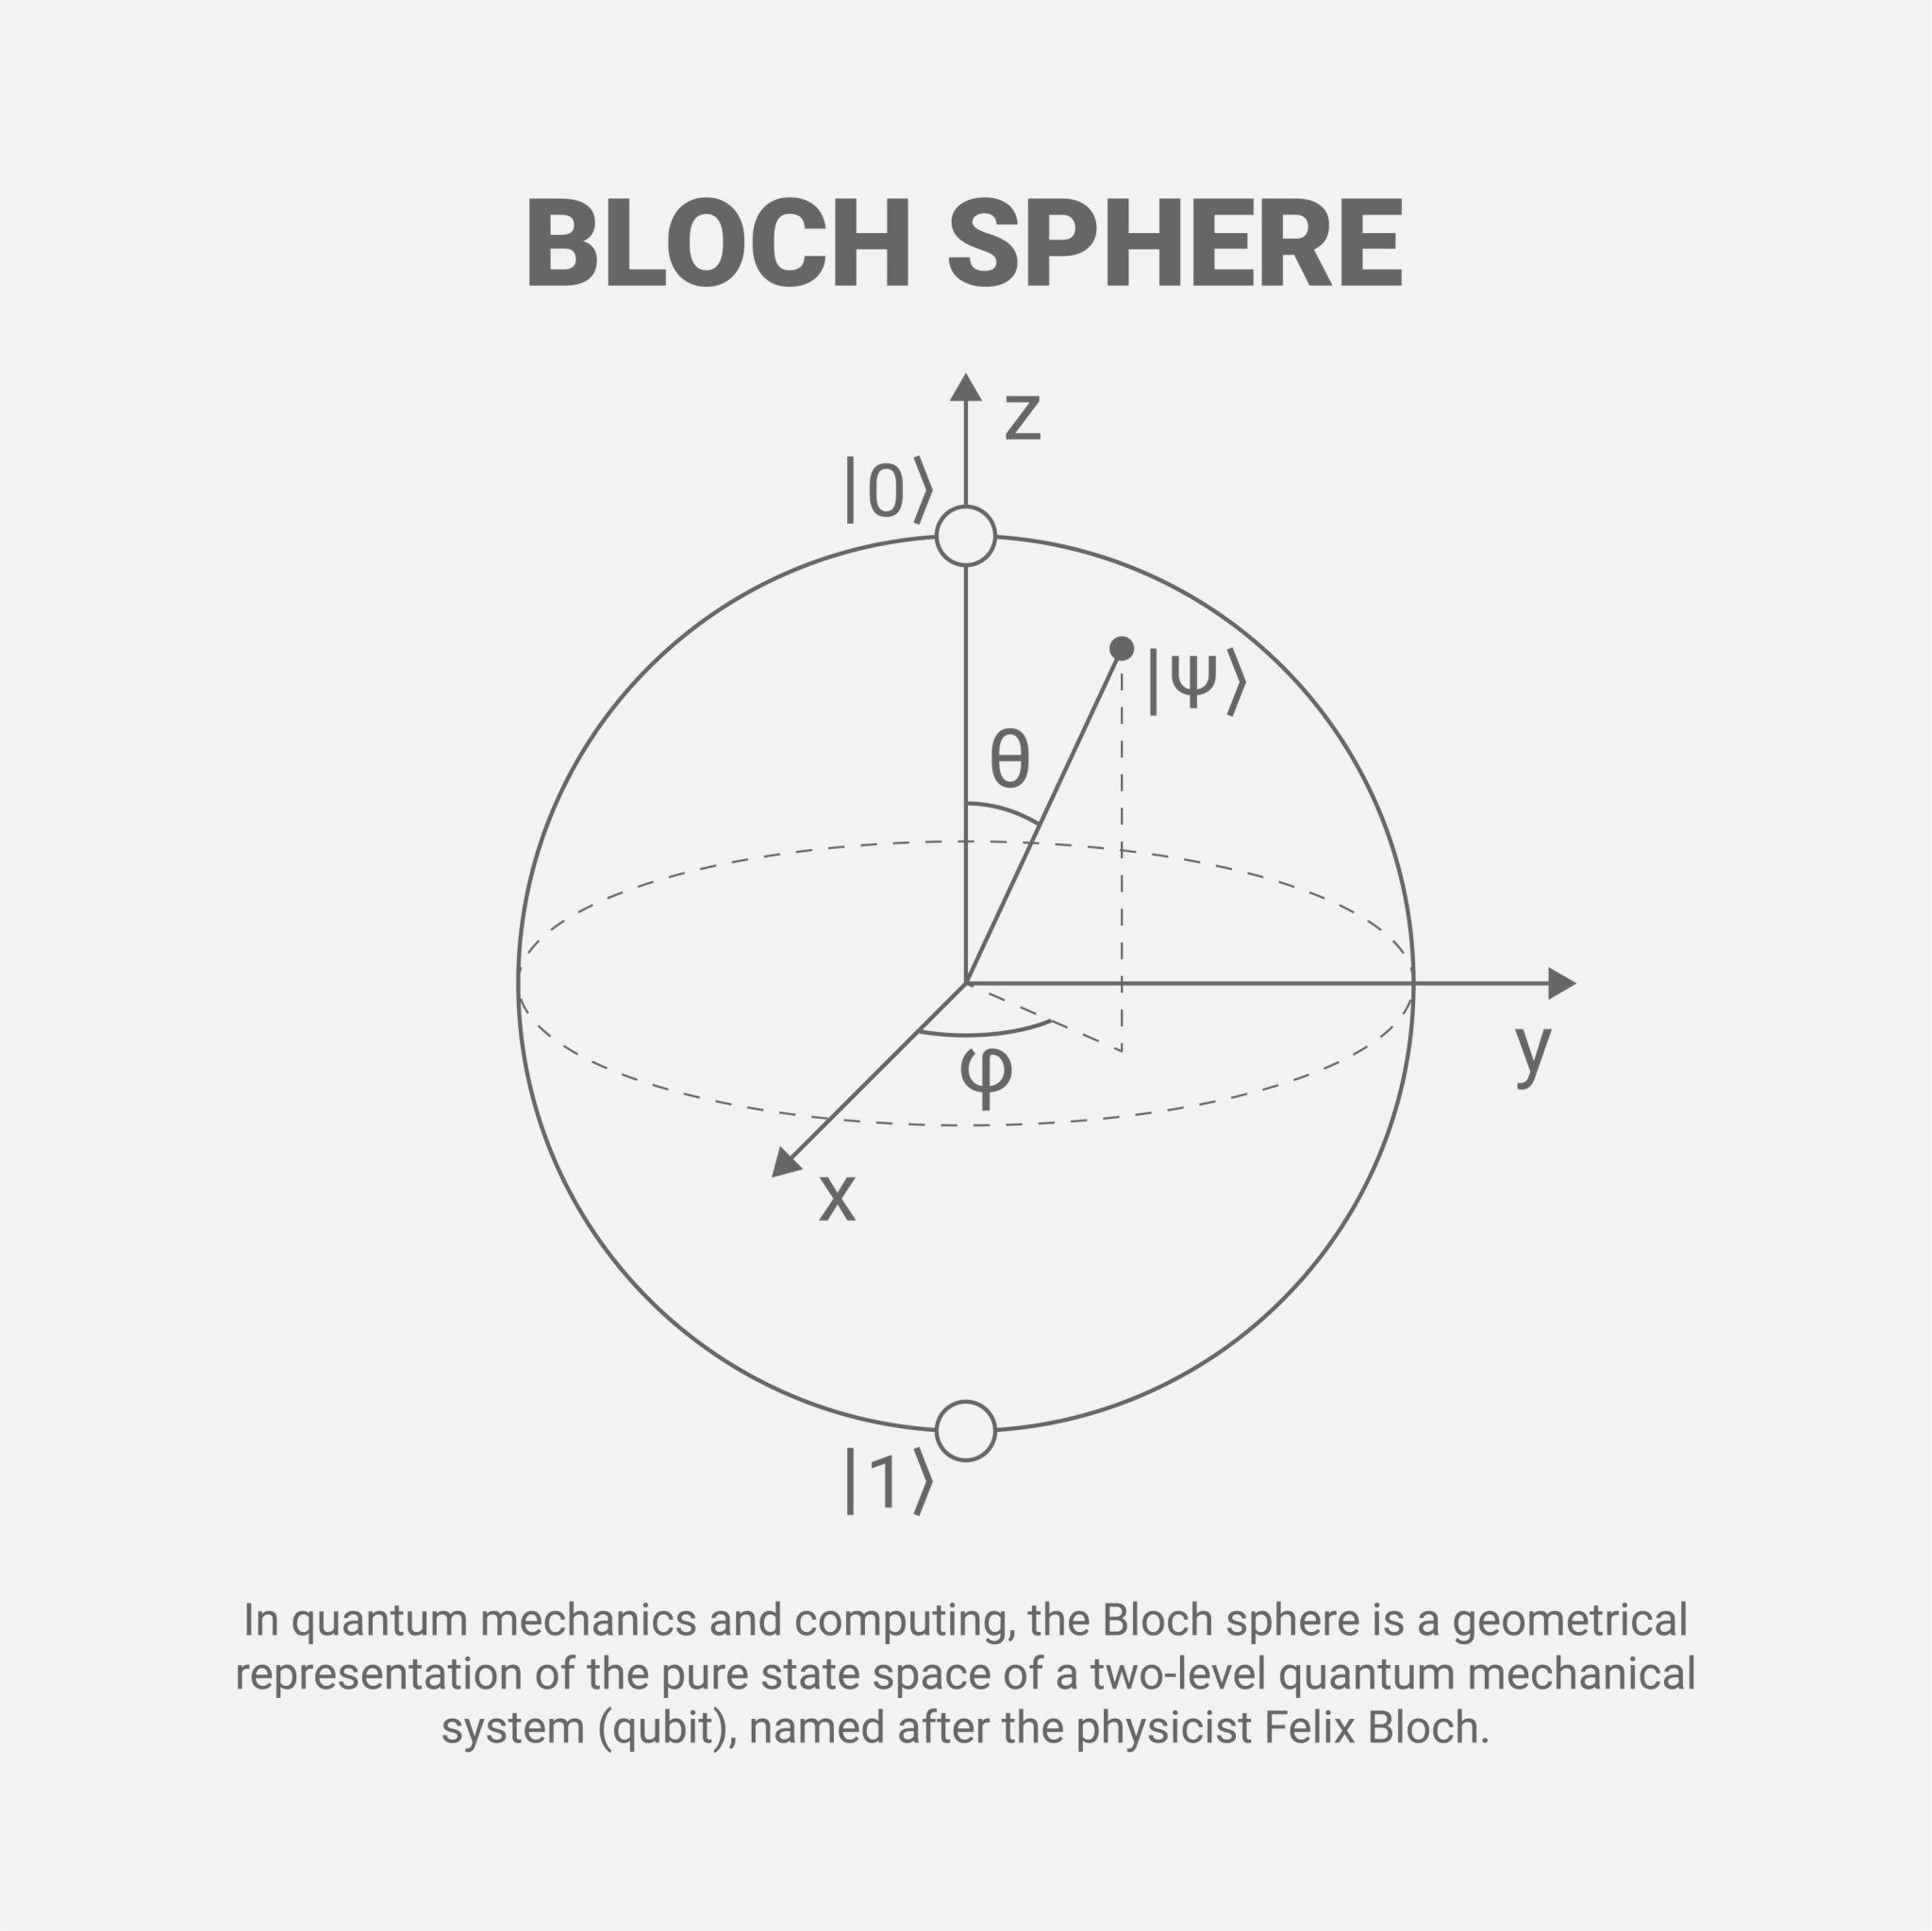 BLOCH SPHERE
z
|0⟩
|ψ⟩
θ
y
φ
x
|1⟩
In quantum mechanics and computing, the Bloch sphere is a geometrical
representation of the pure state space of a two-level quantum mechanical
system (qubit), named after the physicist Felix Bloch.